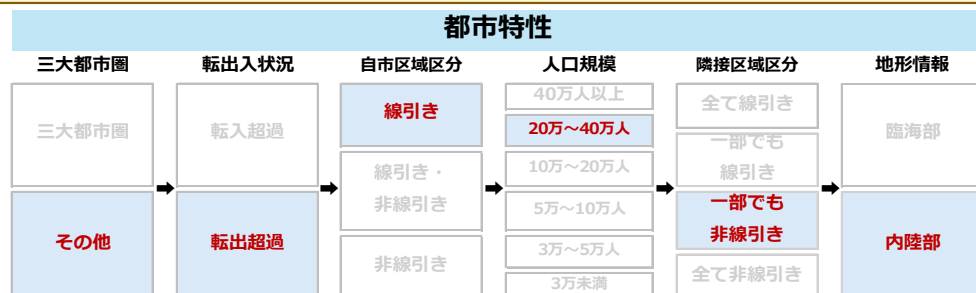 都市特性
三大都市圏
転出入状況
自市区域区分
人口規模
隣接区域区分
地形情報
三大都市圏
その他
転入超過
転出超過
線引き
線引き・
非線引き
非線引き
40万人以上
20万～40万人
10万～20万人
5万～10万人
3万～5万人
3万未満
全て線引き
一部でも
線引き
一部でも
非線引き
全て非線引き
臨海部
内陸部